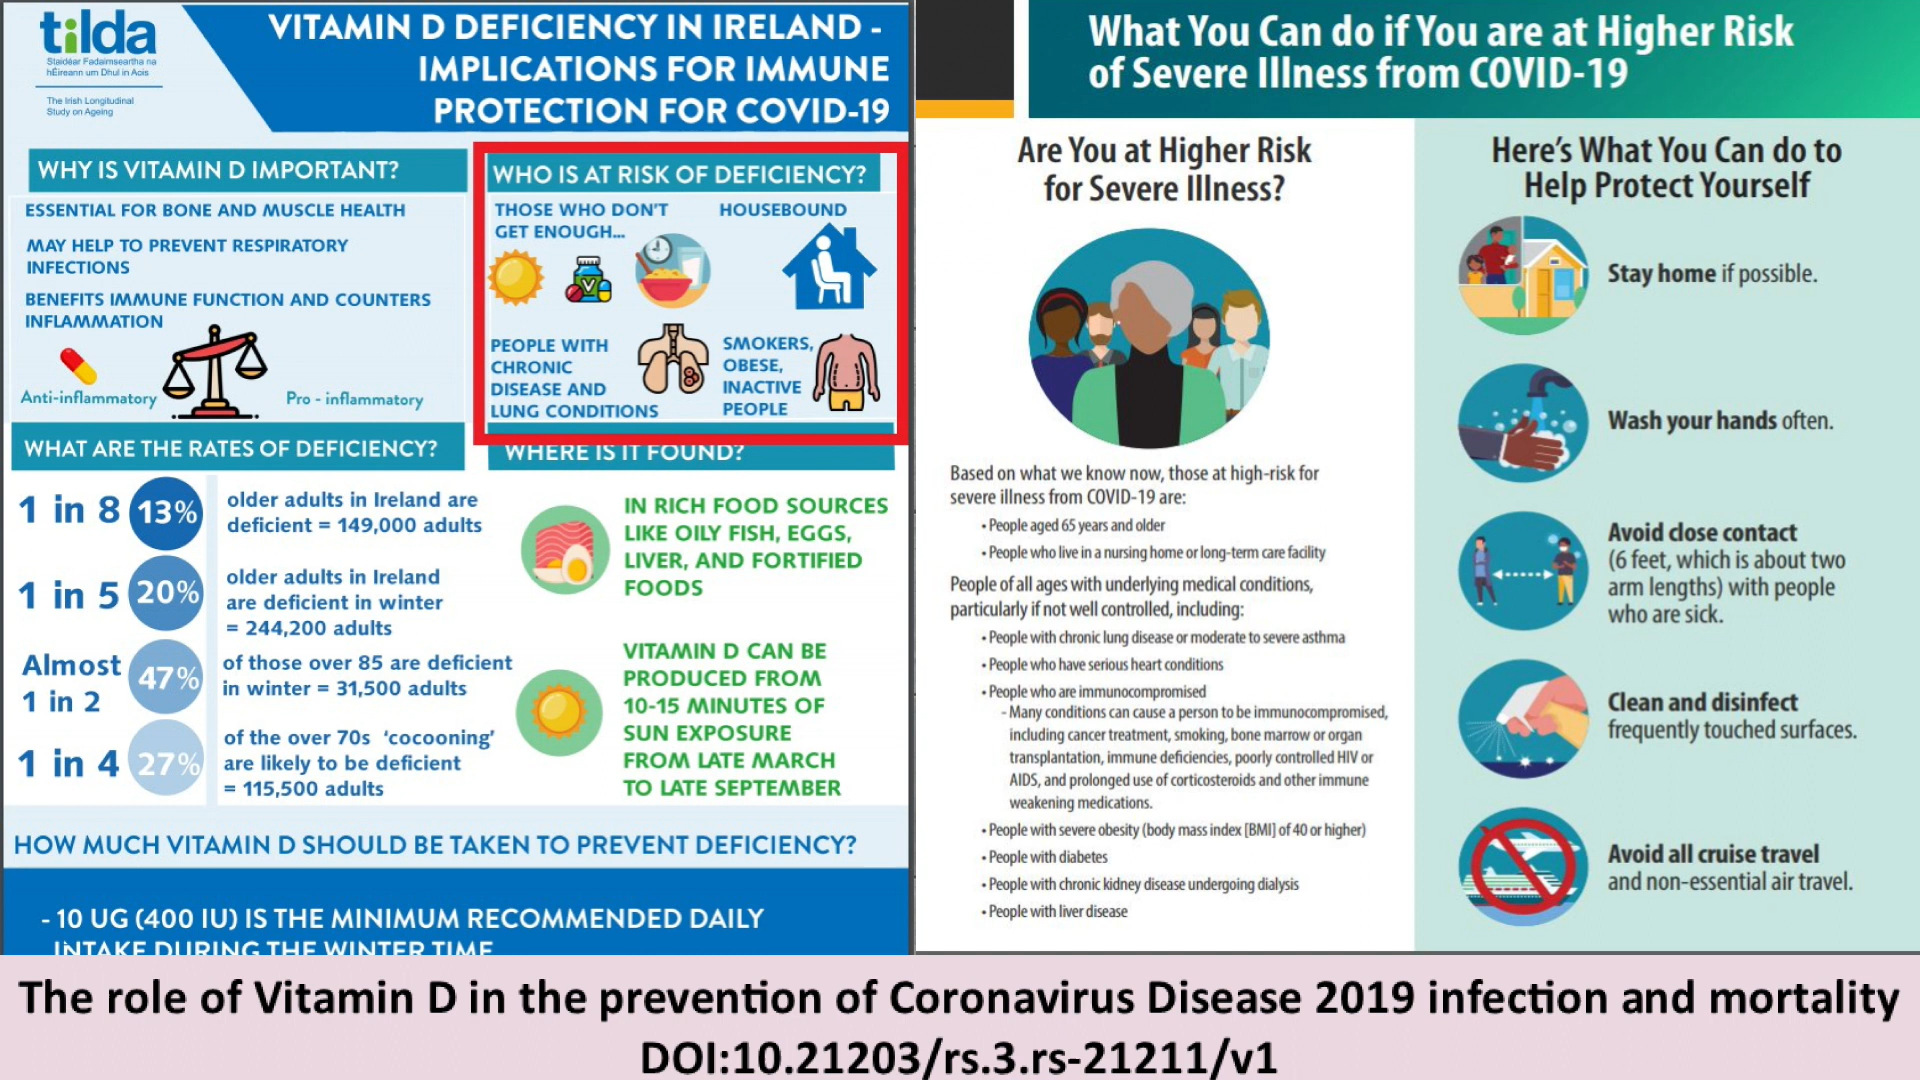 tilda
Staidéar Fadaimseartha na
hÉireann um Dhul in Aois
The Irish Longitudinal
Study on Ageing
VITAMIN D DEFICIENCY IN IRELAND -
IMPLICATIONS FOR IMMUNE
PROTECTION FOR COVID-19
WHY IS VITAMIN D IMPORTANT?
ESSENTIAL FOR BONE AND MUSCLE HEALTH
MAY HELP TO PREVENT RESPIRATORY
INFECTIONS
BENEFITS IMMUNE FUNCTION AND COUNTERS
INFLAMMATION
Anti-inflammatory
Pro - inflammatory
WHO IS AT RISK OF DEFICIENCY?
THOSE WHO DON'T
GET ENOUGH...
HOUSEBOUND
V
PEOPLE WITH
CHRONIC
DISEASE AND
LUNG CONDITIONS
SMOKERS,
OBESE,
INACTIVE
PEOPLE
WHAT ARE THE RATES OF DEFICIENCY?
1 in 8 13%
older adults in Ireland are
deficient = 149,000 adults
1 in 5 20%
older adults in Ireland
are deficient in winter
= 244,200 adults
Almost
1 in 2
47%
of those over 85 are deficient
in winter = 31,500 adults
1 in 4 27%
of the over 70s 'cocooning'
are likely to be deficient
= 115,500 adults
WHERE IS IT FOUND?
IN RICH FOOD SOURCES
LIKE OILY FISH, EGGS,
LIVER, AND FORTIFIED
FOODS
VITAMIN D CAN BE
PRODUCED FROM
10-15 MINUTES OF
SUN EXPOSURE
FROM LATE MARCH
TO LATE SEPTEMBER
HOW MUCH VITAMIN D SHOULD BE TAKEN TO PREVENT DEFICIENCY?
- 10 UG (400 IU) IS THE MINIMUM RECOMMENDED DAILY
INTAKE DURING THE WINTER TIME
What You Can do if You are at Higher Risk
of Severe Illness from COVID-19
Are You at Higher Risk
for Severe Illness?
Based on what we know now, those at high-risk for
severe illness from COVID-19 are:
• People aged 65 years and older
• People who live in a nursing home or long-term care facility
People of all ages with underlying medical conditions,
particularly if not well controlled, including:
• People with chronic lung disease or moderate to severe asthma
• People who have serious heart conditions
• People who are immunocompromised
- Many conditions can cause a person to be immunocompromised,
including cancer treatment, smoking, bone marrow or organ
transplantation, immune deficiencies, poorly controlled HIV or
AIDS, and prolonged use of corticosteroids and other immune
weakening medications.
• People with severe obesity (body mass index [BMI] of 40 or higher)
• People with diabetes
• People with chronic kidney disease undergoing dialysis
• People with liver disease
Here's What You Can do to
Help Protect Yourself
Stay home if possible.
Wash your hands often.
Avoid close contact
(6 feet, which is about two
arm lengths) with people
who are sick.
Clean and disinfect
frequently touched surfaces.
Avoid all cruise travel
and non-essential air travel.
The role of Vitamin D in the prevention of Coronavirus Disease 2019 infection and mortality
DOI:10.21203/rs.3.rs-21211/v1